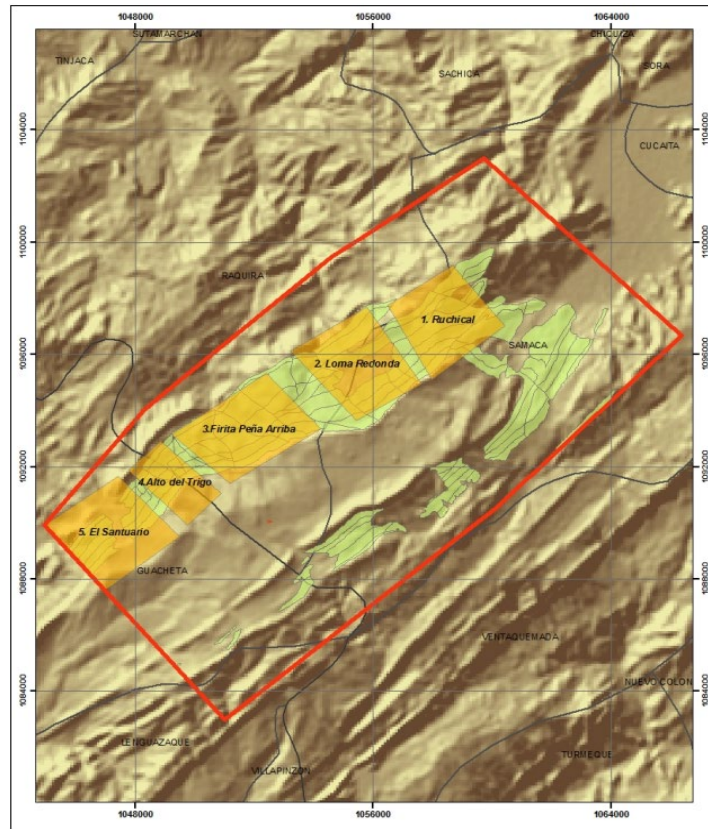 1048000 1056000 1064000
SUTAMARCHAN CHIQUIZA
TINJACA SORA
SACHICA
1104000 1104000
CUCAITA
1100000 1100000
RAQUIRA
1. Ruchical
SAMACA
1096000 1096000
2. Loma Redonda
3.Firita Peña Arriba
1092000 1092000
4.Alto del Trigo
5. El Santuario
GUACHETA
1088000 1088000
VENTAQUEMADA
NUEVO COLON
1084000 1084000
LENGUAZAQUE
TURMEQUE
VILLAPINZON
1048000 1056000 1064000